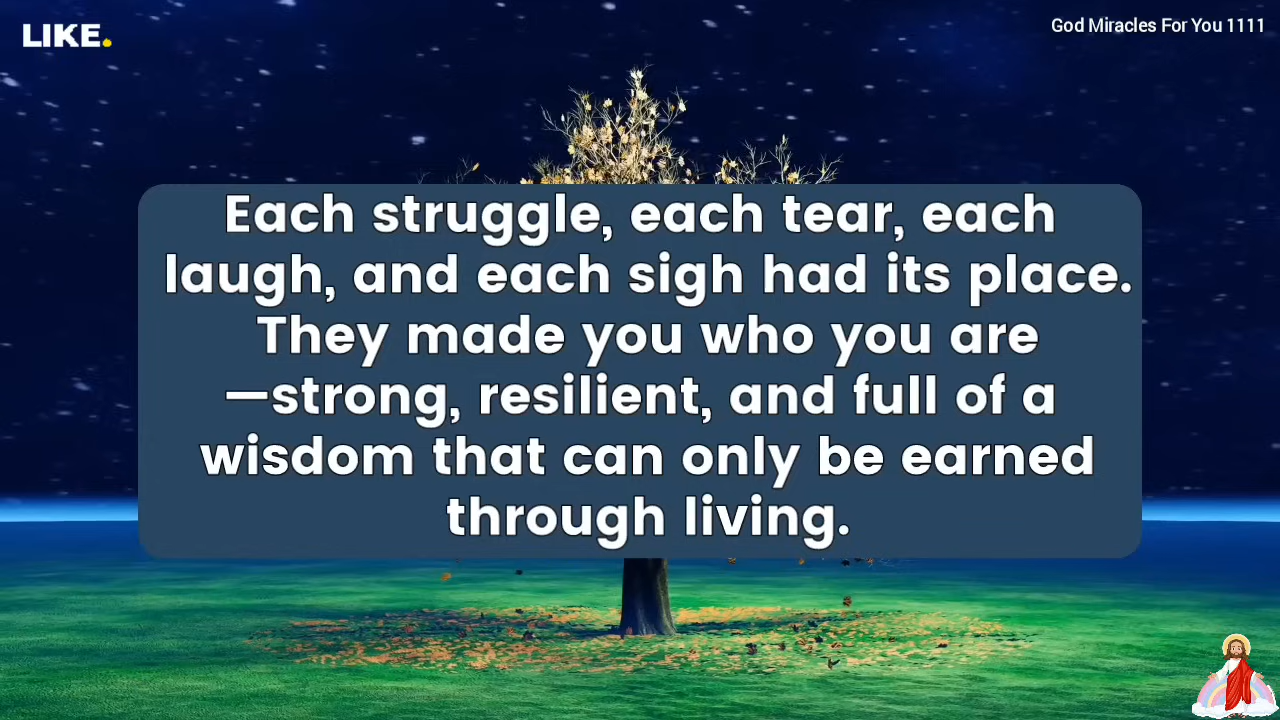 LIKE.
God Miracles For You 1111
Each struggle, each tear, each
laugh, and each sigh had its place.
They made you who you are
—strong, resilient, and full of a
wisdom that can only be earned
through living.